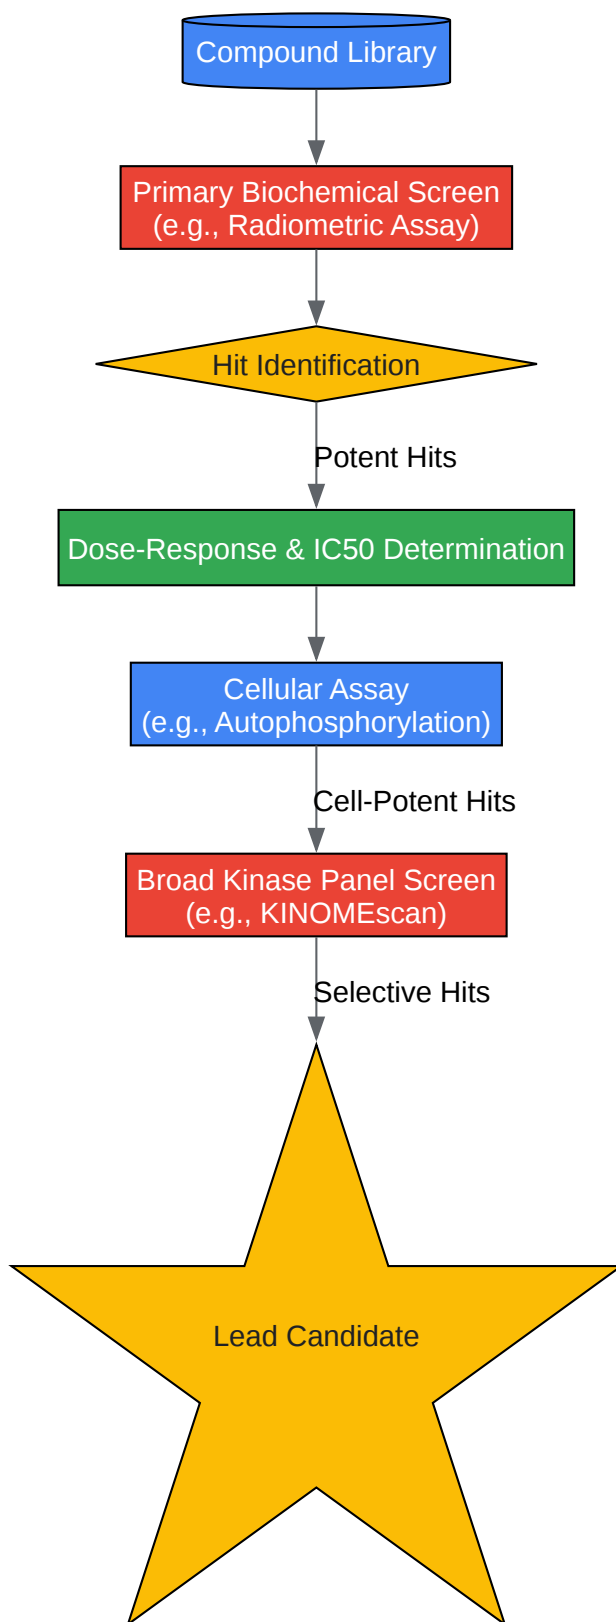 Compound Library
Primary Biochemical Screen
(e.g., Radiometric Assay)
Hit Identification
Potent Hits
Dose-Response & IC50 Determination
Cellular Assay
(e.g., Autophosphorylation)
Cell-Potent Hits
Broad Kinase Panel Screen
(e.g., KINOMEscan)
Selective Hits
Lead Candidate